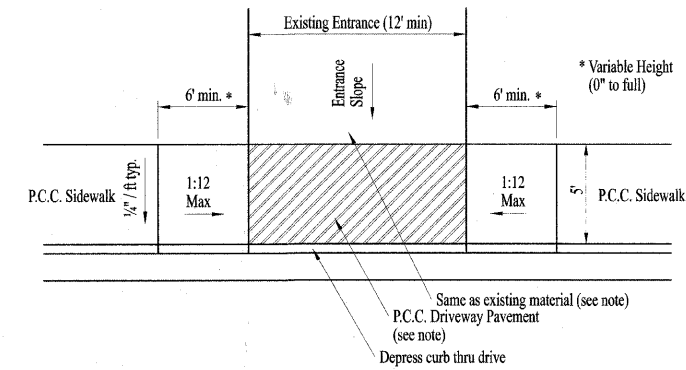 Existing Entrance (12' min)
* Variable Height
(0" to full)
6' min. *
Entrance
Slope
6' min. *
P.C.C. Sidewalk
¼" / ft typ.
1:12
Max
1:12
Max
5'
P.C.C. Sidewalk
Same as existing material (see note)
P.C.C. Driveway Pavement
(see note)
Depress curb thru drive